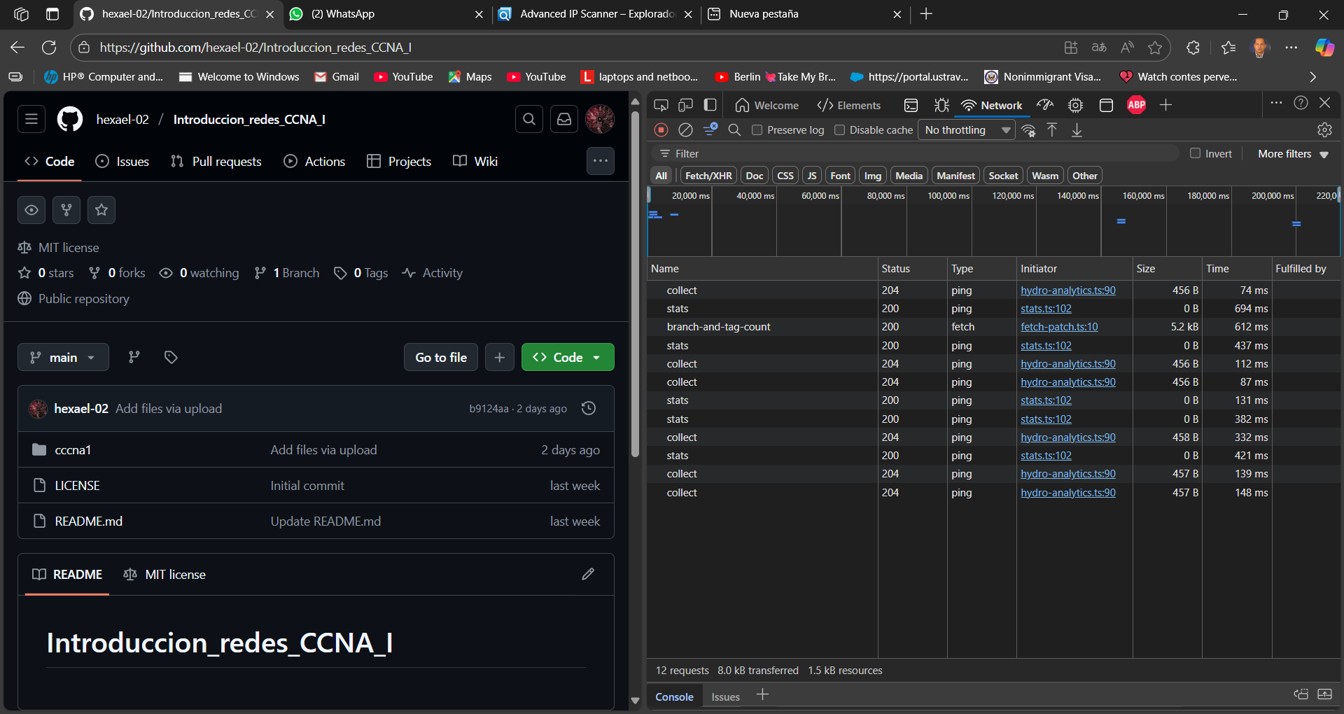 hexael-02/Introduccion_redes_CC
(2) WhatsApp
Advanced IP Scanner – Explorado
Nueva pestaña
https://github.com/hexael-02/Introduccion_redes_CCNA_I
HP® Computer and...
Welcome to Windows
Gmail
YouTube
Maps
YouTube
laptops and netboo...
Berlin 💘Take My Br...
https://portal.ustrav...
Nonimmigrant Visa...
Watch contes perve...
hexael-02 / Introduccion_redes_CCNA_I
Code Issues Pull requests Actions Projects Wiki
MIT license
0 stars 0 forks 0 watching 1 Branch 0 Tags Activity
Public repository
main Go to file Code
hexael-02 Add files via upload b9124aa · 2 days ago
cccna1 Add files via upload 2 days ago
LICENSE Initial commit last week
README.md Update README.md last week
README MIT license
Introduccion_redes_CCNA_I
Welcome Elements Network ABP
Preserve log Disable cache No throttling
Filter Invert More filters
All Fetch/XHR Doc CSS JS Font Img Media Manifest Socket Wasm Other
20,000 ms 40,000 ms 60,000 ms 80,000 ms 100,000 ms 120,000 ms 140,000 ms 160,000 ms 180,000 ms 200,000 ms 220,0
Name Status Type Initiator Size Time Fulfilled by
collect 204 ping hydro-analytics.ts:90 456 B 74 ms
stats 200 ping stats.ts:102 0 B 694 ms
branch-and-tag-count 200 fetch fetch-patch.ts:10 5.2 kB 612 ms
stats 200 ping stats.ts:102 0 B 437 ms
collect 204 ping hydro-analytics.ts:90 456 B 112 ms
collect 204 ping hydro-analytics.ts:90 456 B 87 ms
stats 200 ping stats.ts:102 0 B 131 ms
stats 200 ping stats.ts:102 0 B 382 ms
collect 204 ping hydro-analytics.ts:90 458 B 332 ms
stats 200 ping stats.ts:102 0 B 421 ms
collect 204 ping hydro-analytics.ts:90 457 B 139 ms
collect 204 ping hydro-analytics.ts:90 457 B 148 ms
12 requests 8.0 kB transferred 1.5 kB resources
Console Issues